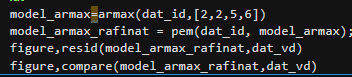 model_armax=armax(dat_id,[2,2,5,6])
model_armax_rafinat = pem(dat_id, model_armax);
figure,resid(model_armax_rafinat,dat_vd)
figure,compare(model_armax_rafinat,dat_vd)